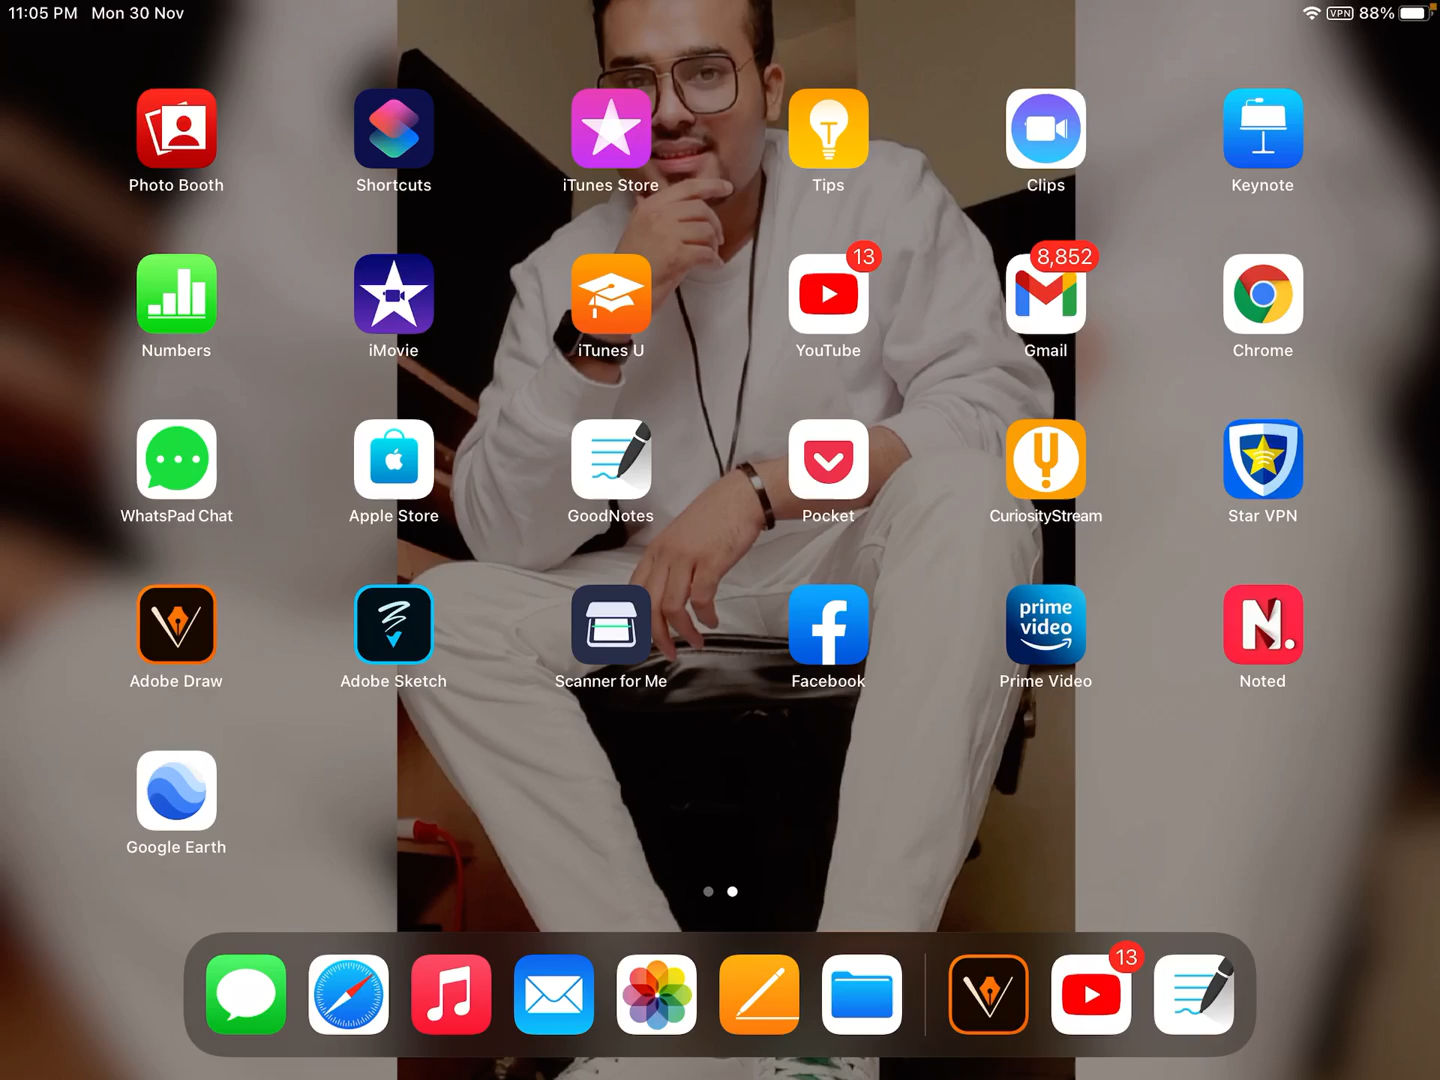 11:05 PM Mon 30 Nov VPN 88%
Photo Booth Shortcuts iTunes Store Tips Clips Keynote
13 8,852
Numbers iMovie iTunes U YouTube Gmail Chrome
WhatsPad Chat Apple Store GoodNotes Pocket CuriosityStream Star VPN
prime
video
N.
Adobe Draw Adobe Sketch Scanner for Me Facebook Prime Video Noted
Google Earth
13